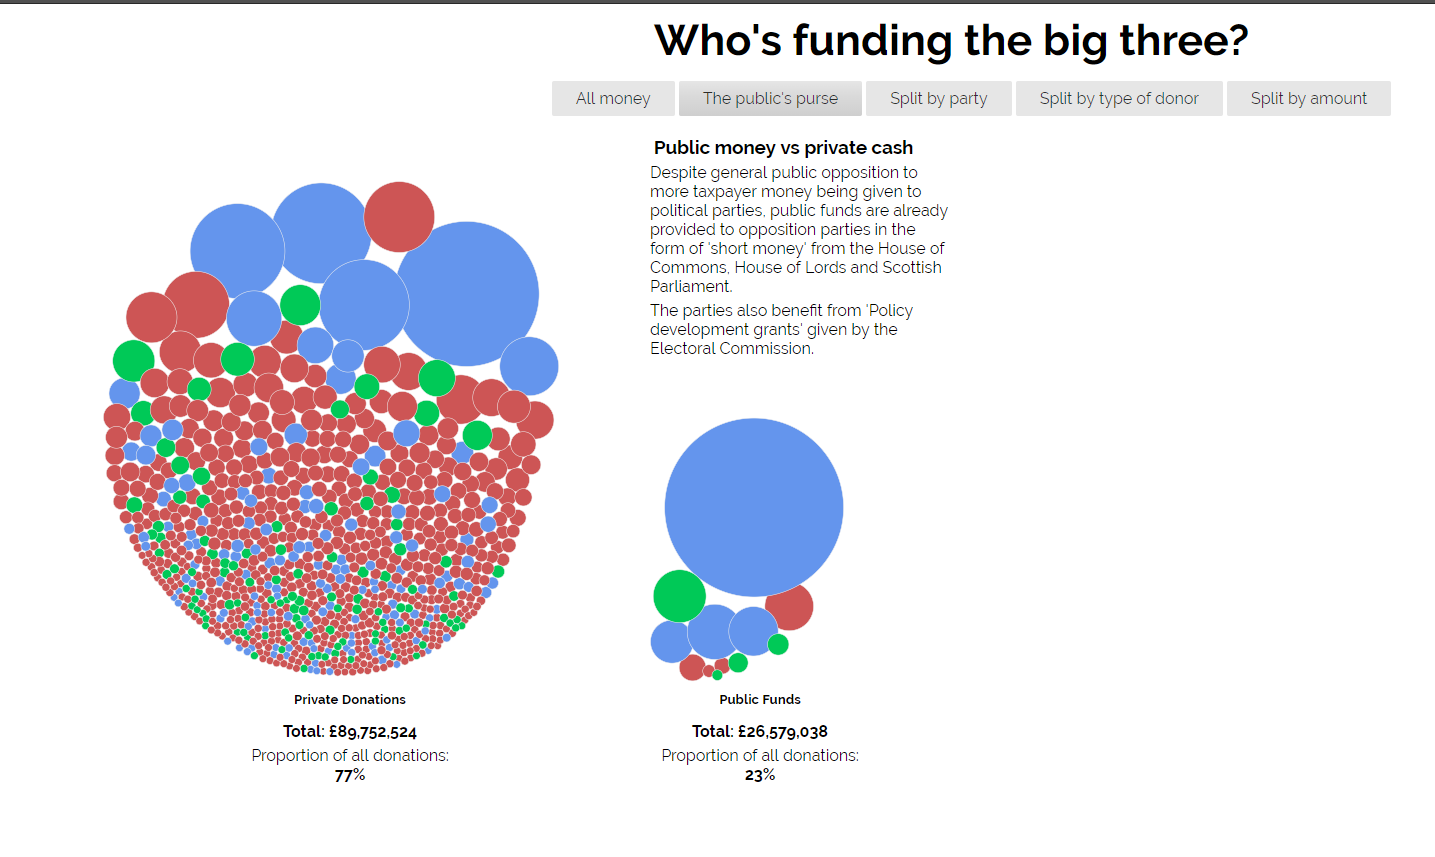 Who's funding the big three?
All money
The public's purse
Split by party
Split by type of donor
Split by amount
Public money vs private cash
Despite general public opposition to
more taxpayer money being given to
political parties, public funds are already
provided to opposition parties in the
form of 'short money' from the House of
Commons, House of Lords and Scottish
Parliament.
The parties also benefit from 'Policy
development grants' given by the
Electoral Commission.
Private Donations
Total: £89,752,524
Proportion of all donations:
77%
Public Funds
Total: £26,579,038
Proportion of all donations:
23%